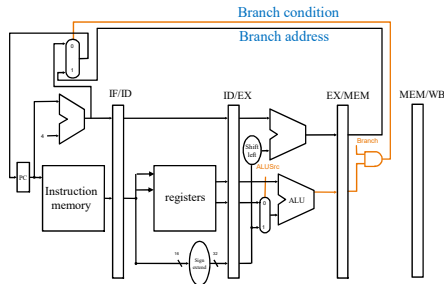 Branch condition
0
1
Branch address
IF/ID
ID/EX
EX/MEM
MEM/WB
4
Shift
left
Branch
PC
Instruction
memory
registers
ALUSrc
0
1
ALU
16
Sign
extend
32